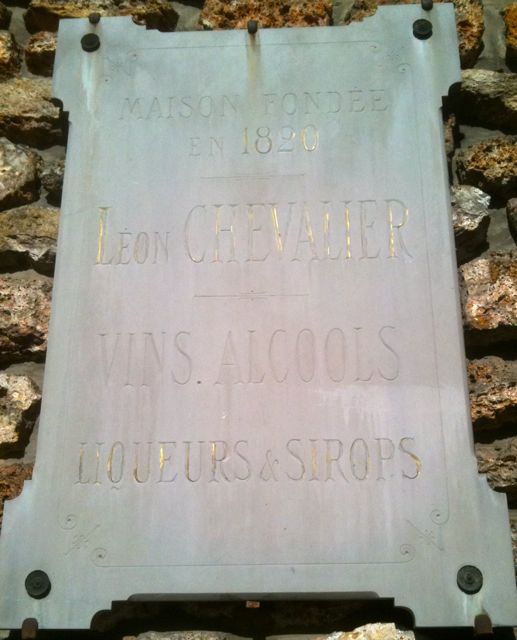 MAISON FONDÉE
EN 1820
LÉON CHEVALIER
VINS. ALCOOLS
LIQUEURS & SIROPS